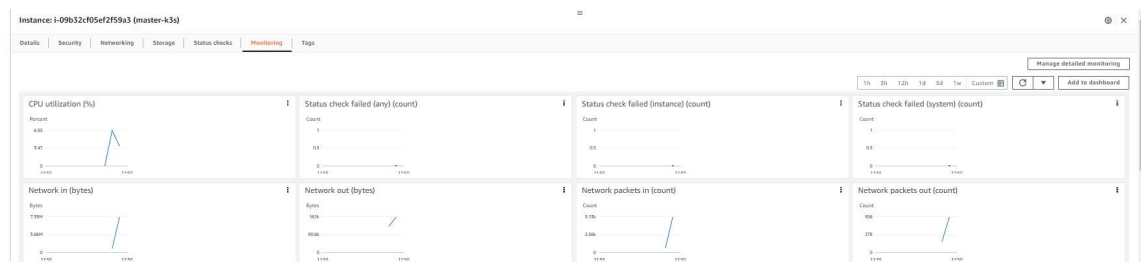 Instance: i-09b32cf05ef2f59a3 (master-k3s)
Details Security Networking Storage Status checks Monitoring Tags
Manage detailed monitoring
1h 3h 12h 1d 3d 1w Custom Add to dashboard
CPU utilization (%) Status check failed (any) (count) Status check failed (instance) (count) Status check failed (system) (count)
Percent Count Count Count
1 1 1
0.5 0.5 0.5
0 0 0 0
Network in (bytes) Network out (bytes) Network packets in (count) Network packets out (count)
Bytes Bytes Count Count
278
0 0 0 0